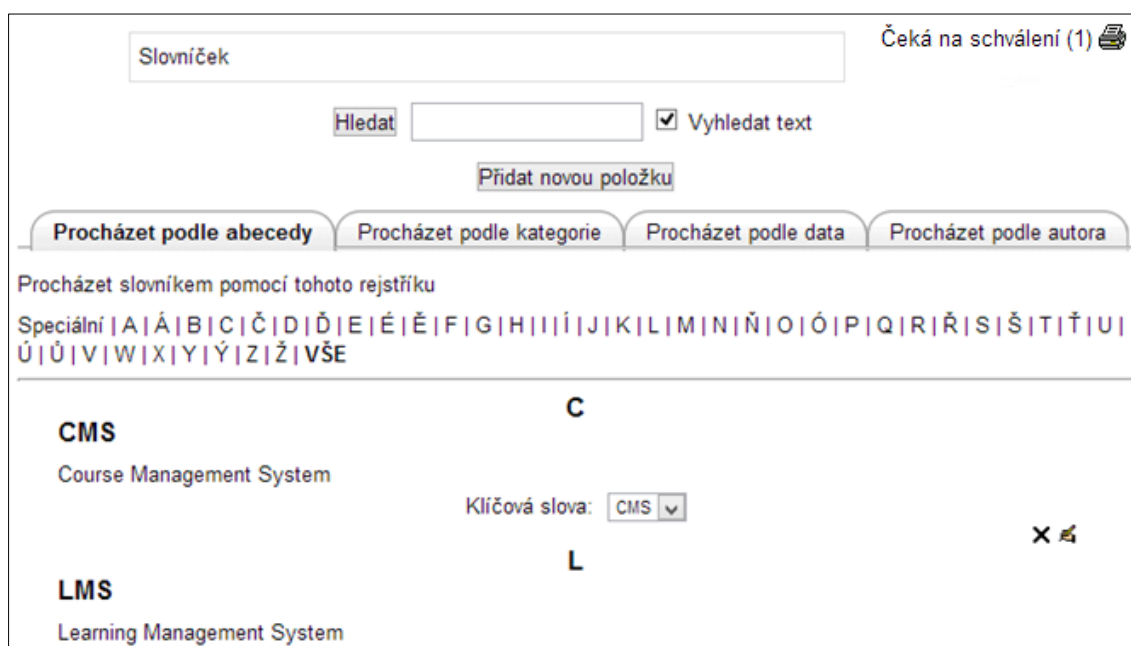 Čeká na schválení (1)
Slovníček
Hledat Vyhledat text
Přidat novou položku
Procházet podle abecedy Procházet podle kategorie Procházet podle data Procházet podle autora
Procházet slovníkem pomocí tohoto rejstříku
Speciální | A | Á | B | C | Č | D | Ď | E | É | Ě | F | G | H | I | Í | J | K | L | M | N | Ň | O | Ó | P | Q | R | Ř | S | Š | T | Ť | U |
Ú | Ů | V | W | X | Y | Ý | Z | Ž | VŠE
C
CMS
Course Management System
Klíčová slova: CMS
L
LMS
Learning Management System